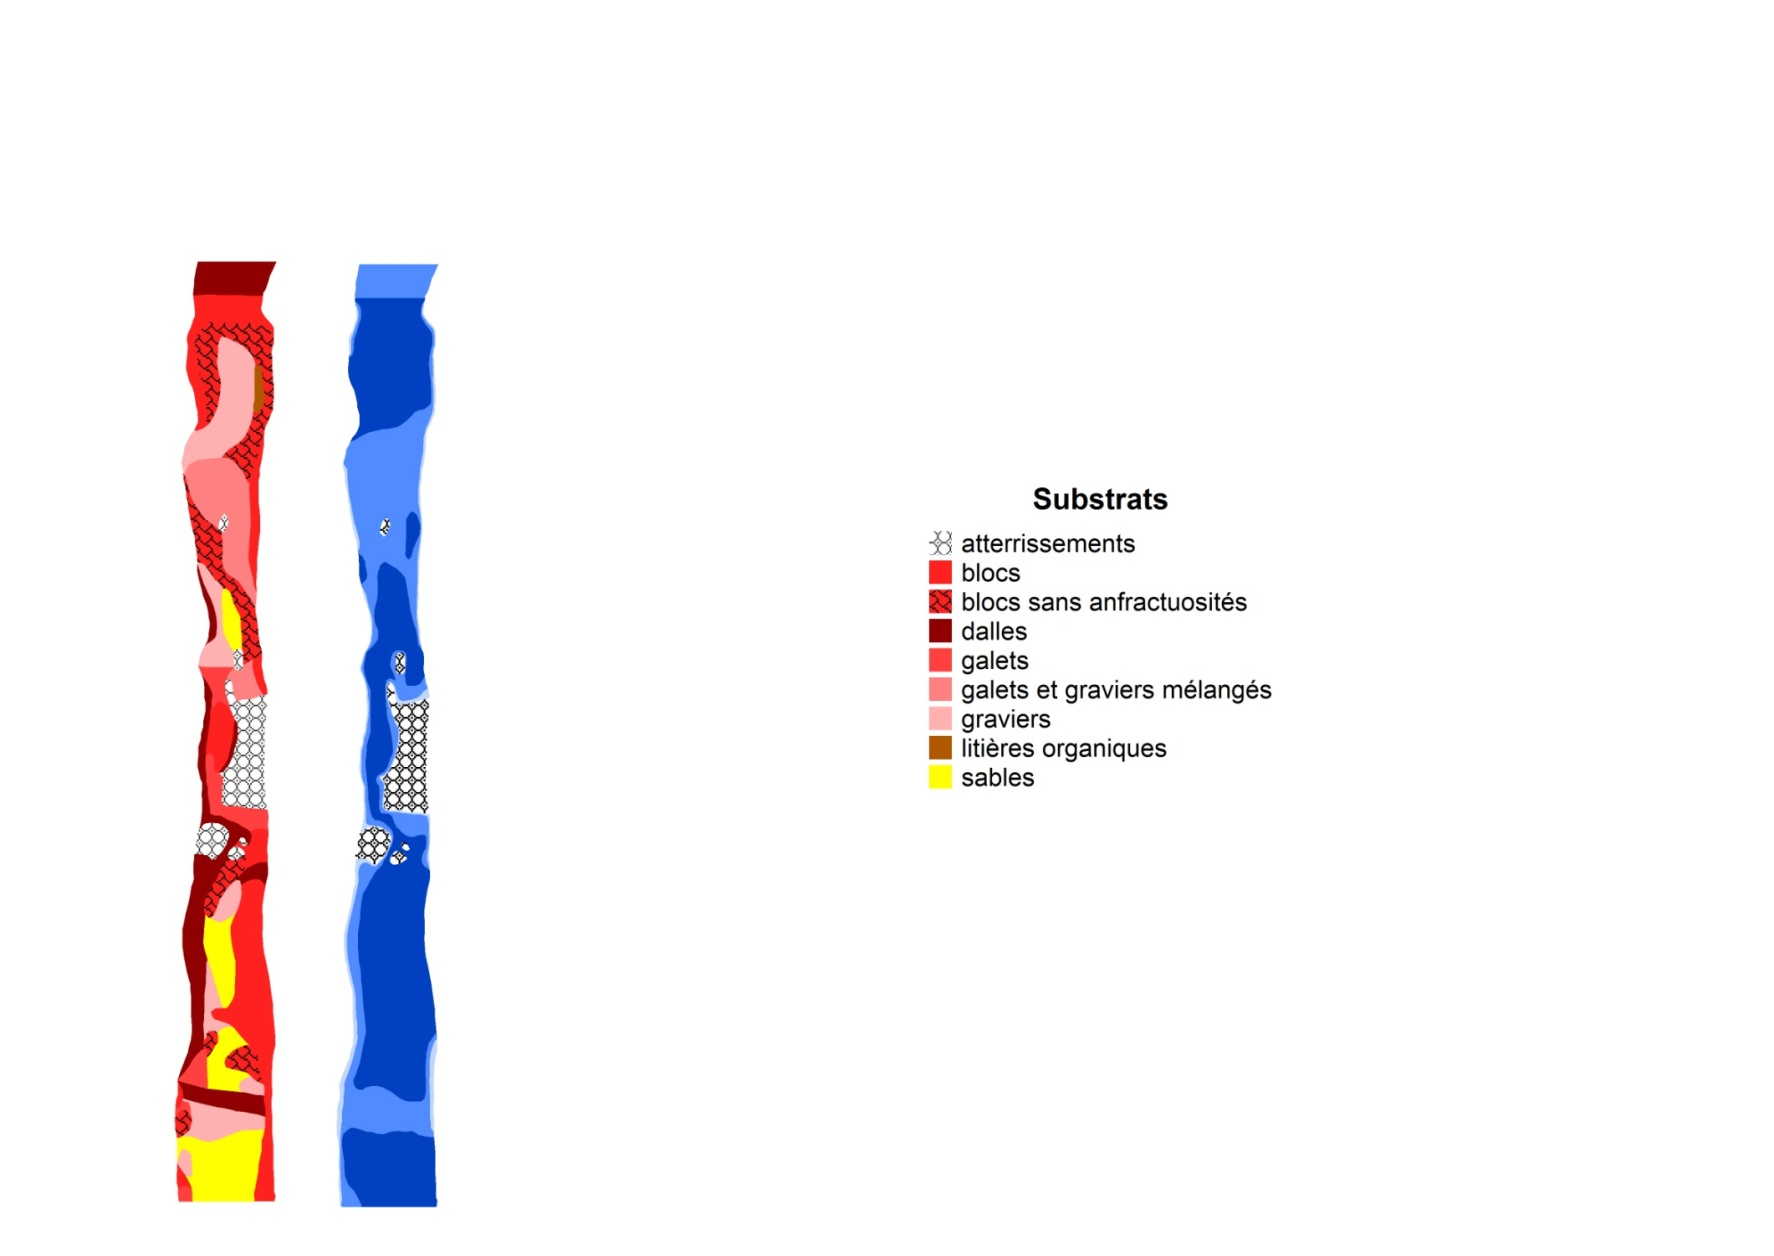 Substrats
atterrissements
blocs
blocs sans anfractuosités
dalles
galets
galets et graviers mélangés
graviers
litières organiques
sables